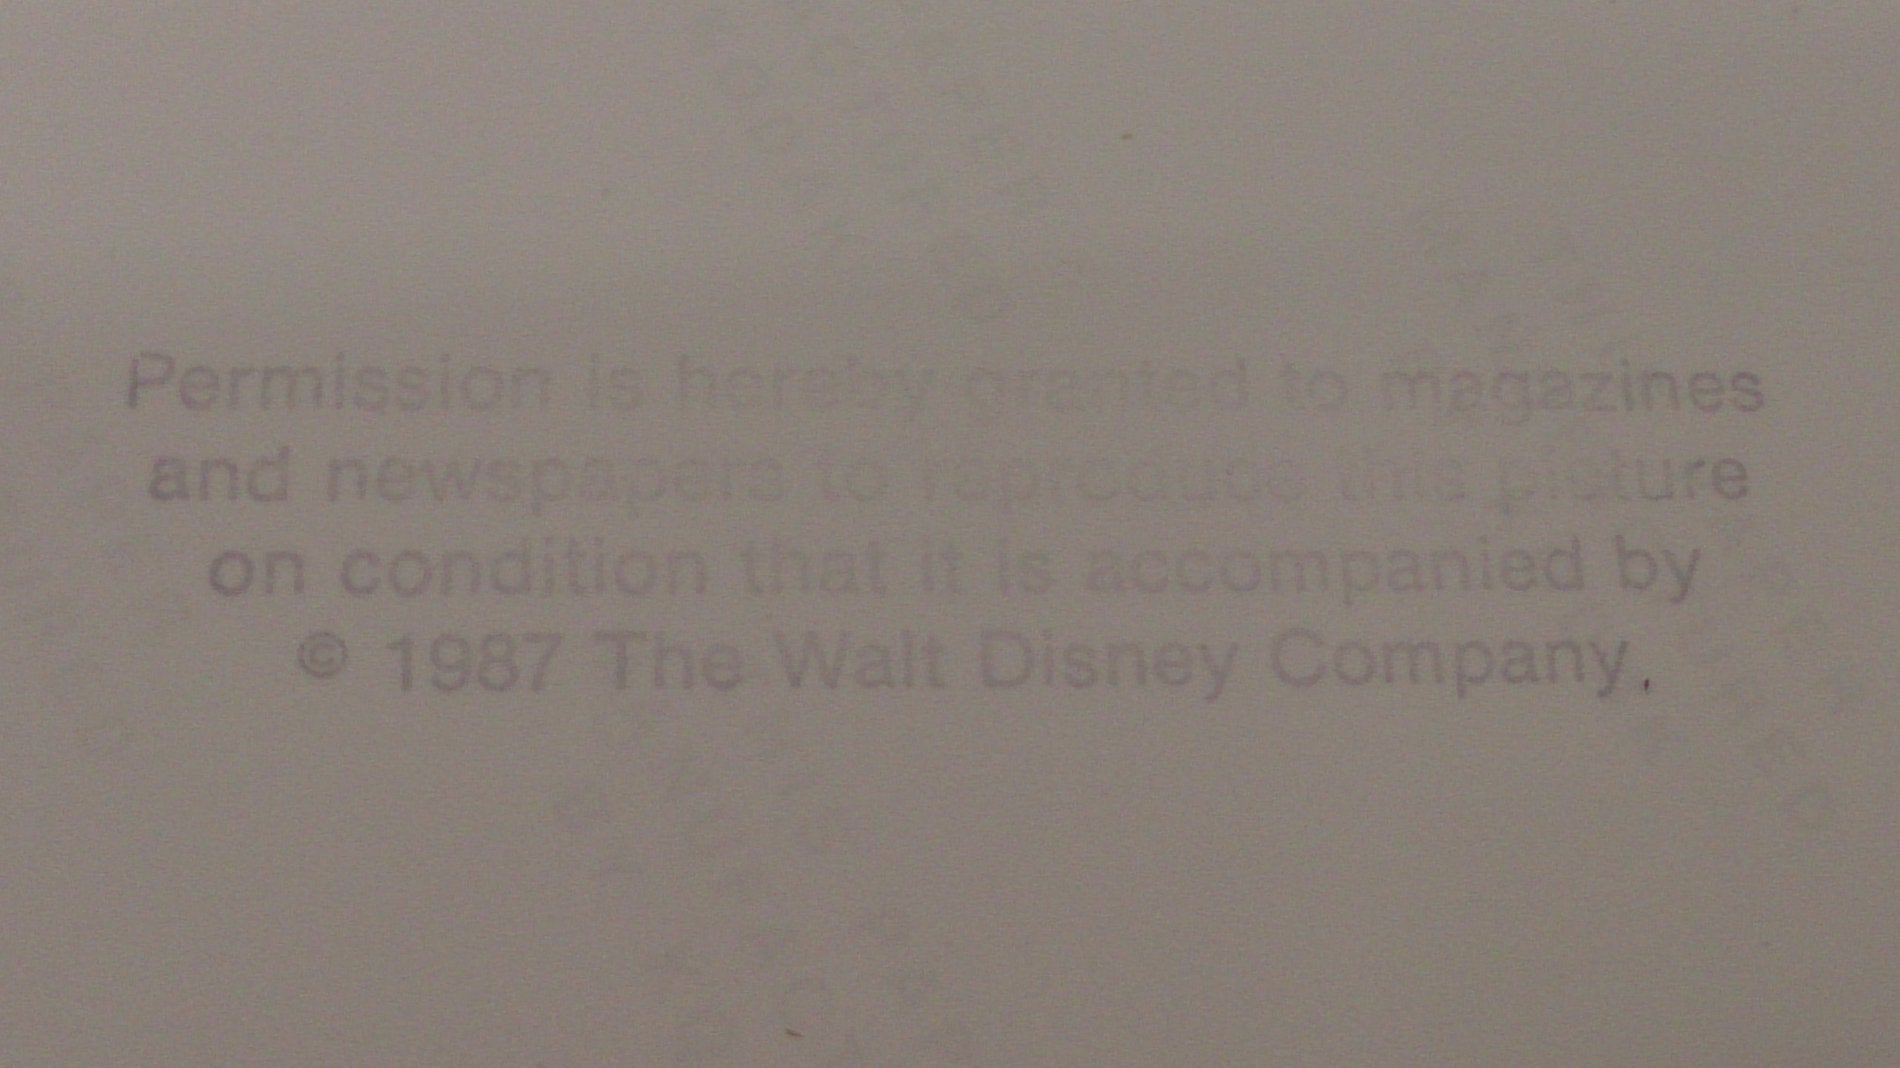 Permission is hereby granted to magazines
and newspapers to reproduce this picture
on condition that it is accompanied by
© 1987 The Walt Disney Company.